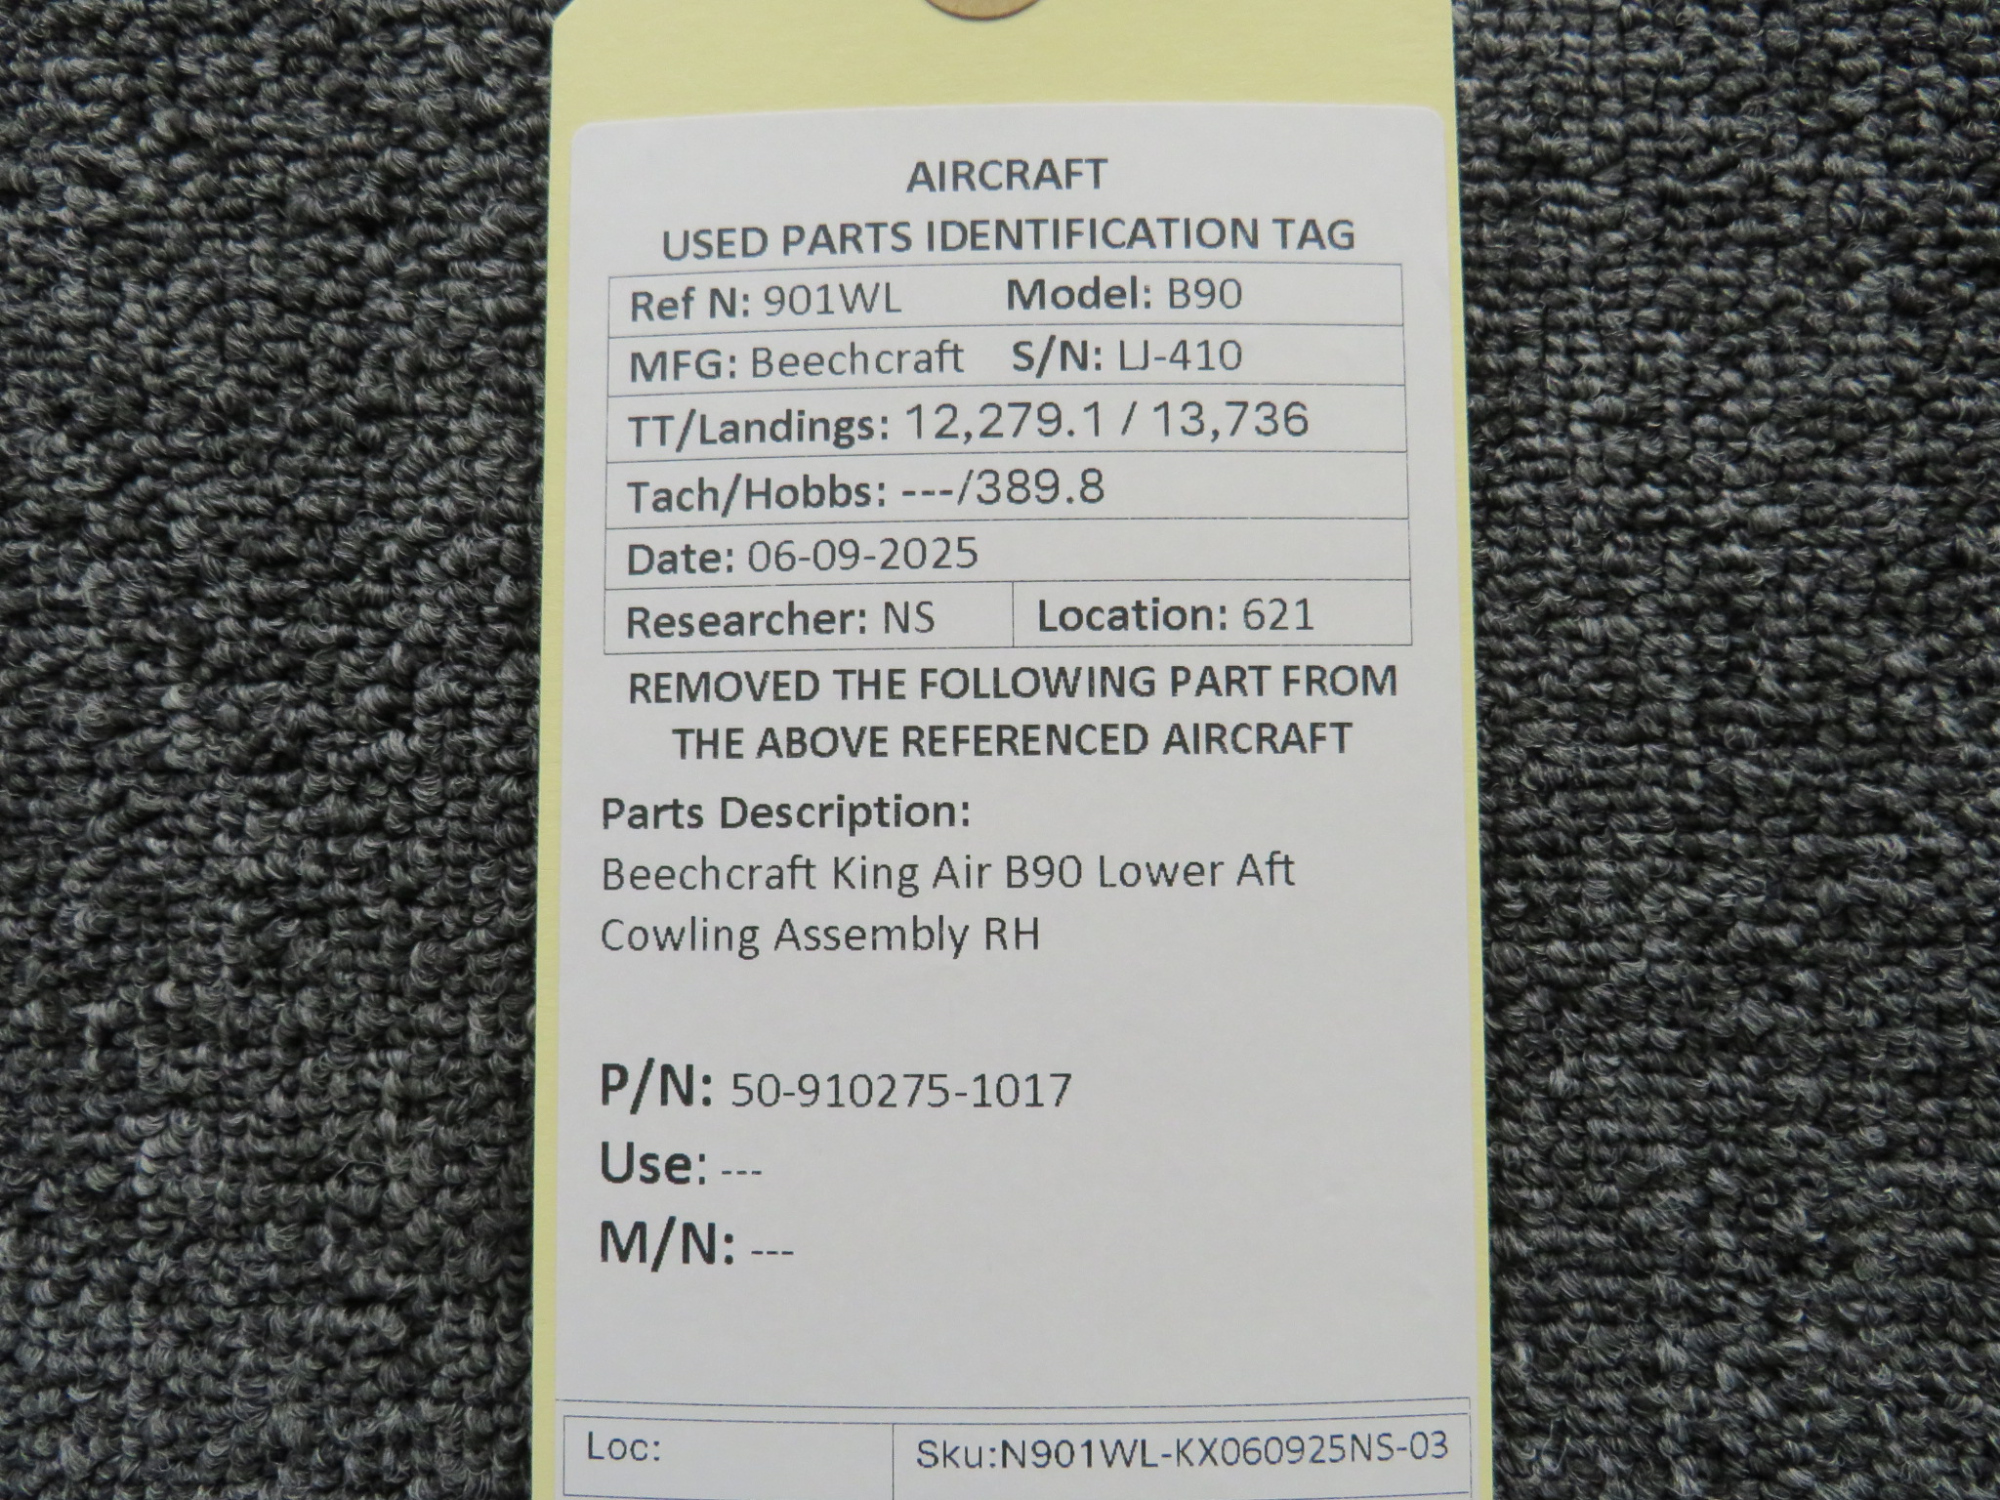 AIRCRAFT
USED PARTS IDENTIFICATION TAG
Ref N: 901WL Model: B90
MFG: Beechcraft S/N: LJ-410
TT/Landings: 12,279.1 / 13,736
Tach/Hobbs: ---/389.8
Date: 06-09-2025
Researcher: NS Location: 621
REMOVED THE FOLLOWING PART FROM
THE ABOVE REFERENCED AIRCRAFT
Parts Description:
Beechcraft King Air B90 Lower Aft
Cowling Assembly RH
P/N: 50-910275-1017
Use: ---
M/N: ---
Loc: Sku:N901WL-KX060925NS-03